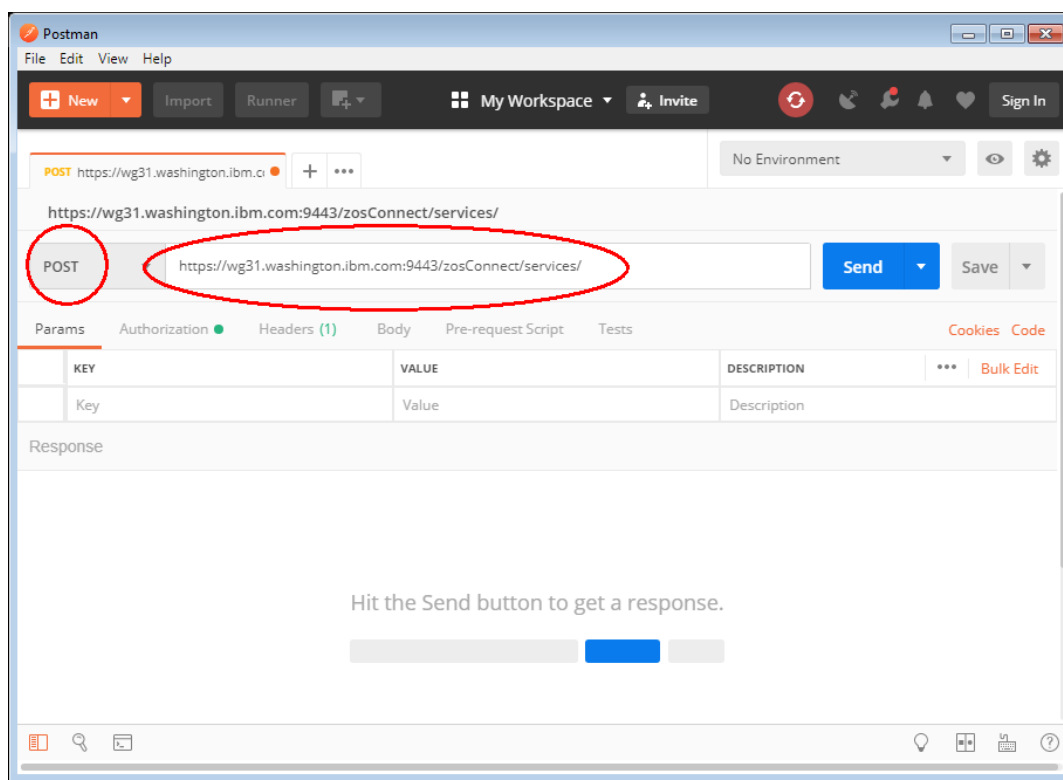 Postman
File Edit View Help
New Import Runner My Workspace Invite Sign In
POST https://wg31.washington.ibm.c No Environment
https://wg31.washington.ibm.com:9443/zosConnect/services/
POST https://wg31.washington.ibm.com:9443/zosConnect/services/ Send Save
Params Authorization Headers (1) Body Pre-request Script Tests Cookies Code
KEY VALUE DESCRIPTION Bulk Edit
Key Value Description
Response
Hit the Send button to get a response.